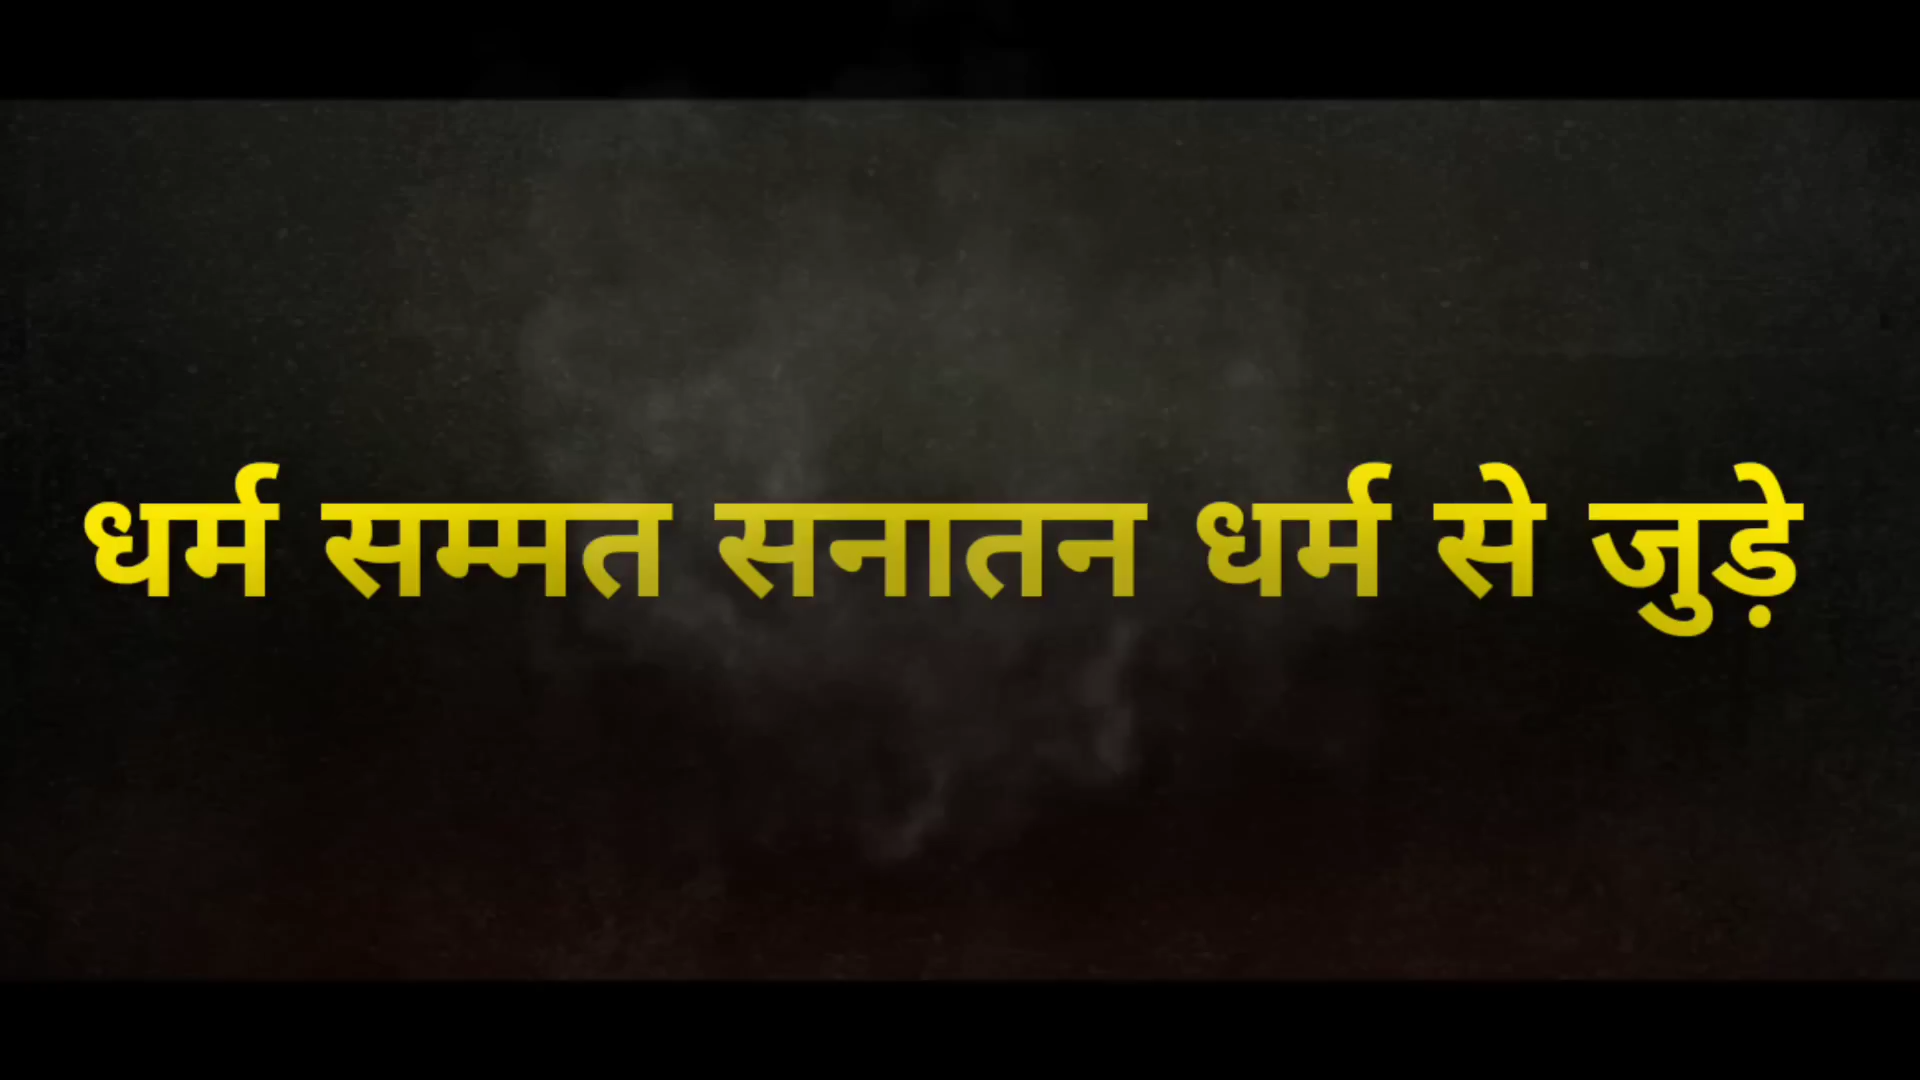 धर्म सम्मत सनातन धर्म से जुड़े